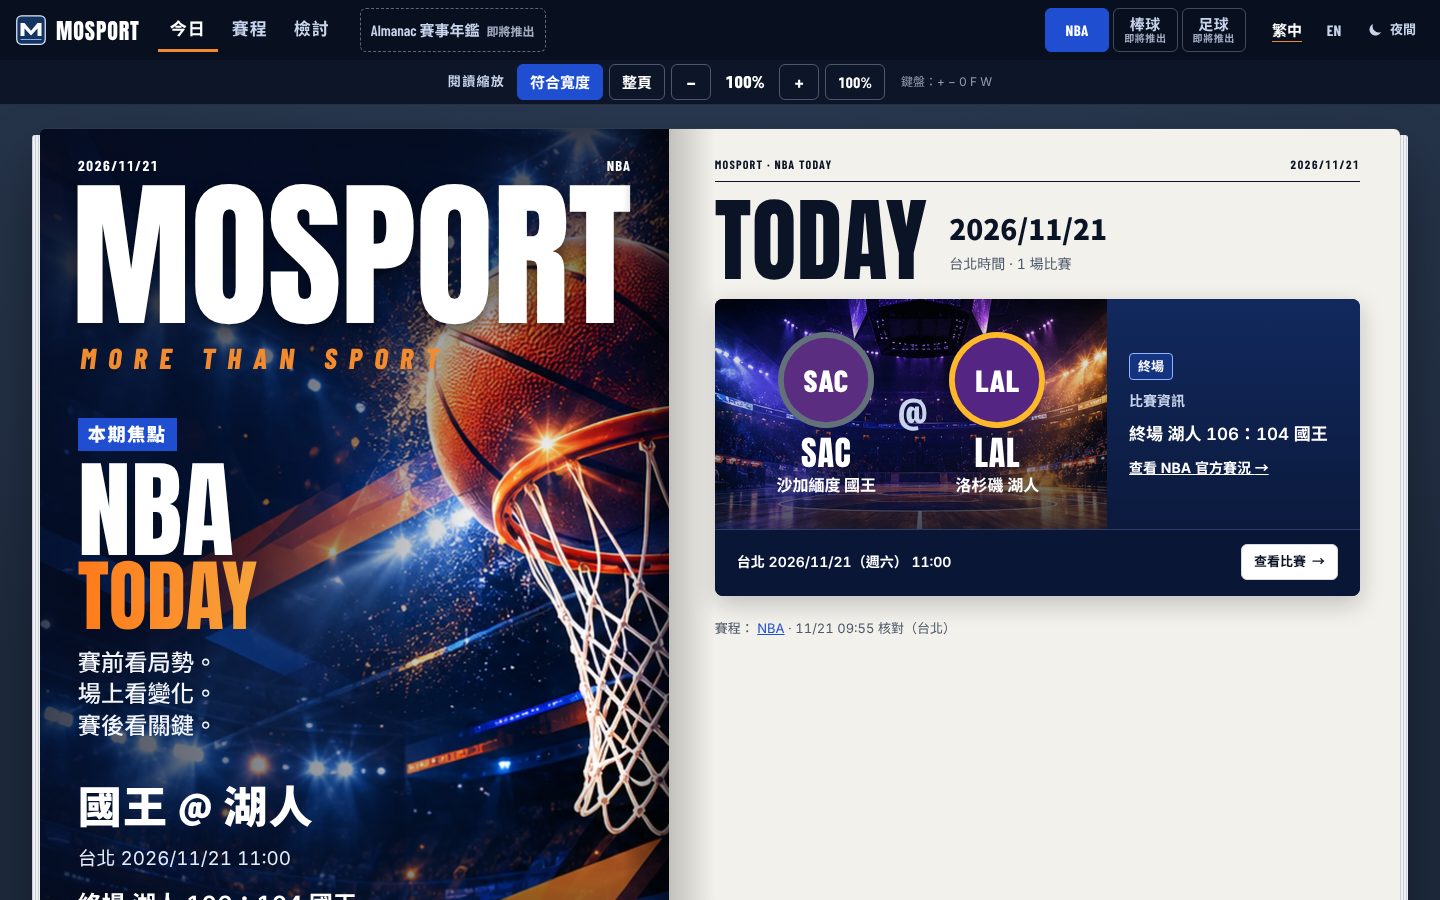 MOSPORT
今日
賽程
檢討
Almanac 賽事年鑑 即將推出
NBA
棒球
即將推出
足球
即將推出
繁中
EN
夜間
閱讀縮放
符合寬度
整頁
−
100%
+
100%
鍵盤：+ − 0 F W
2026/11/21
NBA
MOSPORT
MORE THAN SPORT
本期焦點
NBA
TODAY
賽前看局勢。
場上看變化。
賽後看關鍵。
國王 @ 湖人
台北 2026/11/21 11:00
終場 湖人 106：104 國王
MOSPORT · NBA TODAY
2026/11/21
TODAY
2026/11/21
台北時間 · 1 場比賽
SAC
@
LAL
SAC
LAL
沙加緬度 國王
洛杉磯 湖人
終場
比賽資訊
終場 湖人 106：104 國王
查看 NBA 官方賽況 →
台北 2026/11/21（週六） 11:00
查看比賽 →
賽程： NBA · 11/21 09:55 核對（台北）